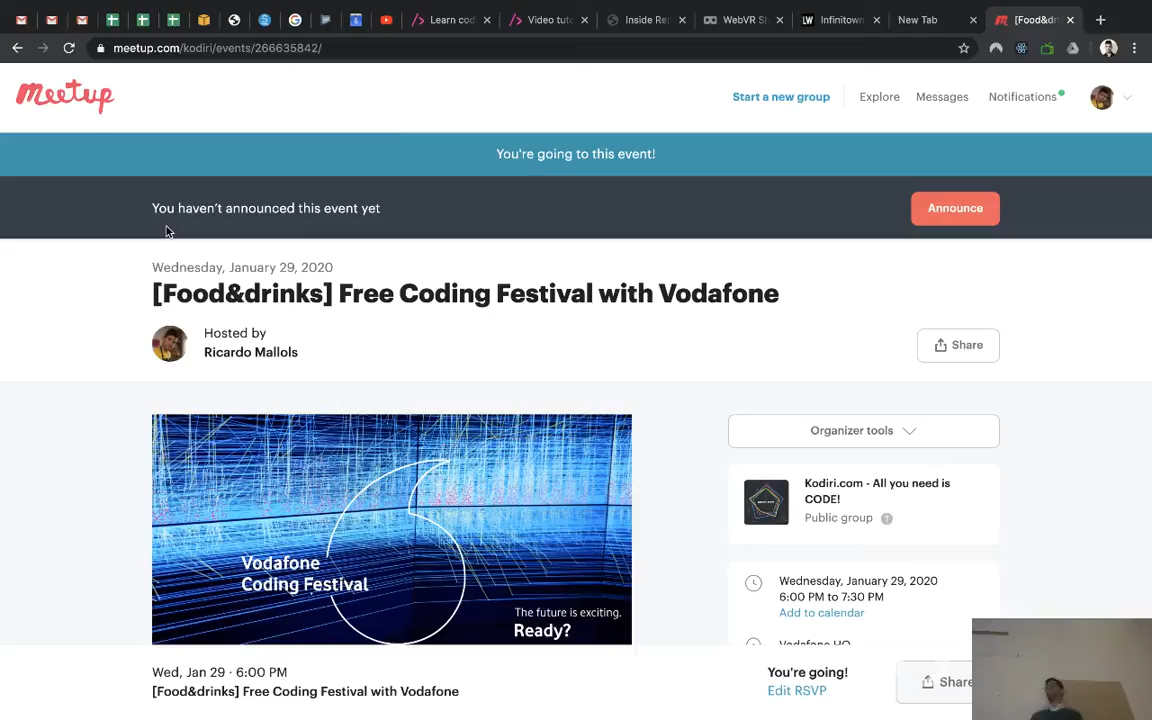 Learn cod
Video tuto
Inside Re
WebVR S
LW
Infinitown
New Tab
[Food&dr
meetup.com/kodiri/events/266635842/
meetup
Start a new group
Explore
Messages
Notifications
You're going to this event!
You haven't announced this event yet
Announce
Wednesday, January 29, 2020
[Food&drinks] Free Coding Festival with Vodafone
Hosted by
Ricardo Mallols
Share
Organizer tools
Kodiri.com - All you need is
CODE!
Public group ?
Vodafone
Coding Festival
The future is exciting.
Ready?
Wednesday, January 29, 2020
6:00 PM to 7:30 PM
Add to calendar
Vodafone HQ
Wed, Jan 29 · 6:00 PM
[Food&drinks] Free Coding Festival with Vodafone
You're going!
Edit RSVP
Share